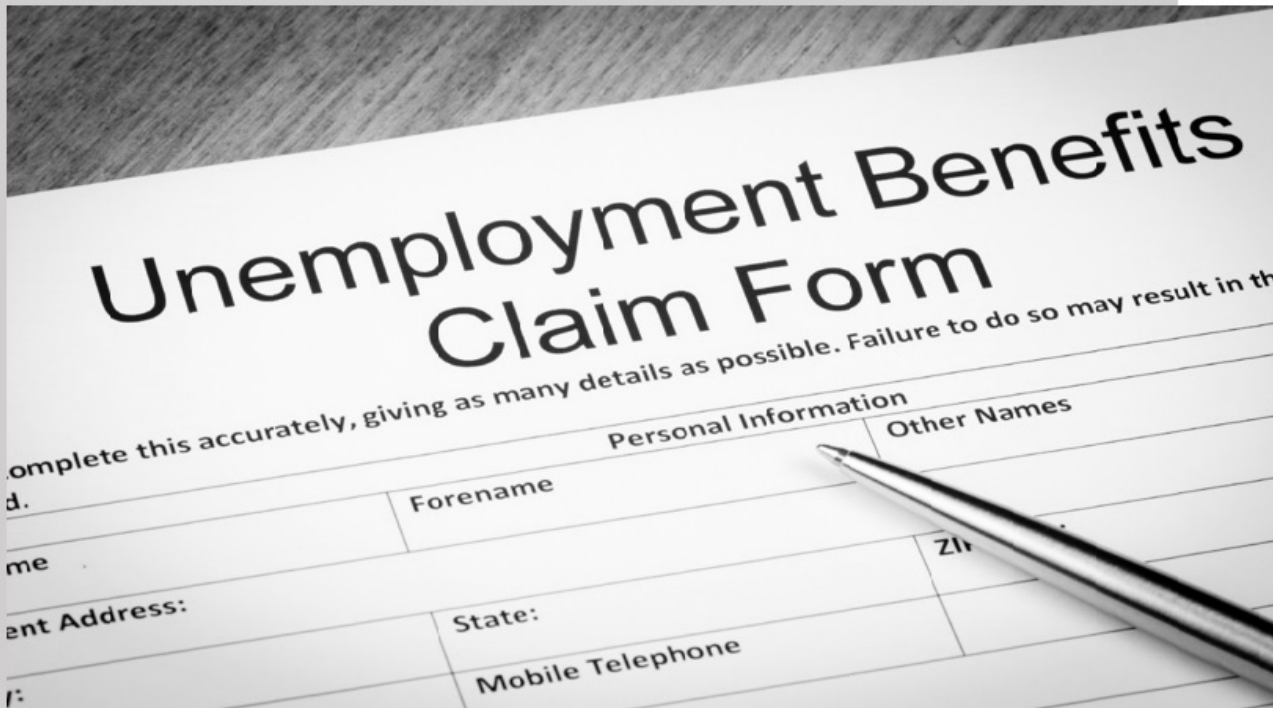 Unemployment Benefits
Claim Form
omplete this accurately, giving as many details as possible. Failure to do so may result in th
d.
Personal Information
me
Forename
Other Names
ent Address:
State:
ZI
y:
Mobile Telephone